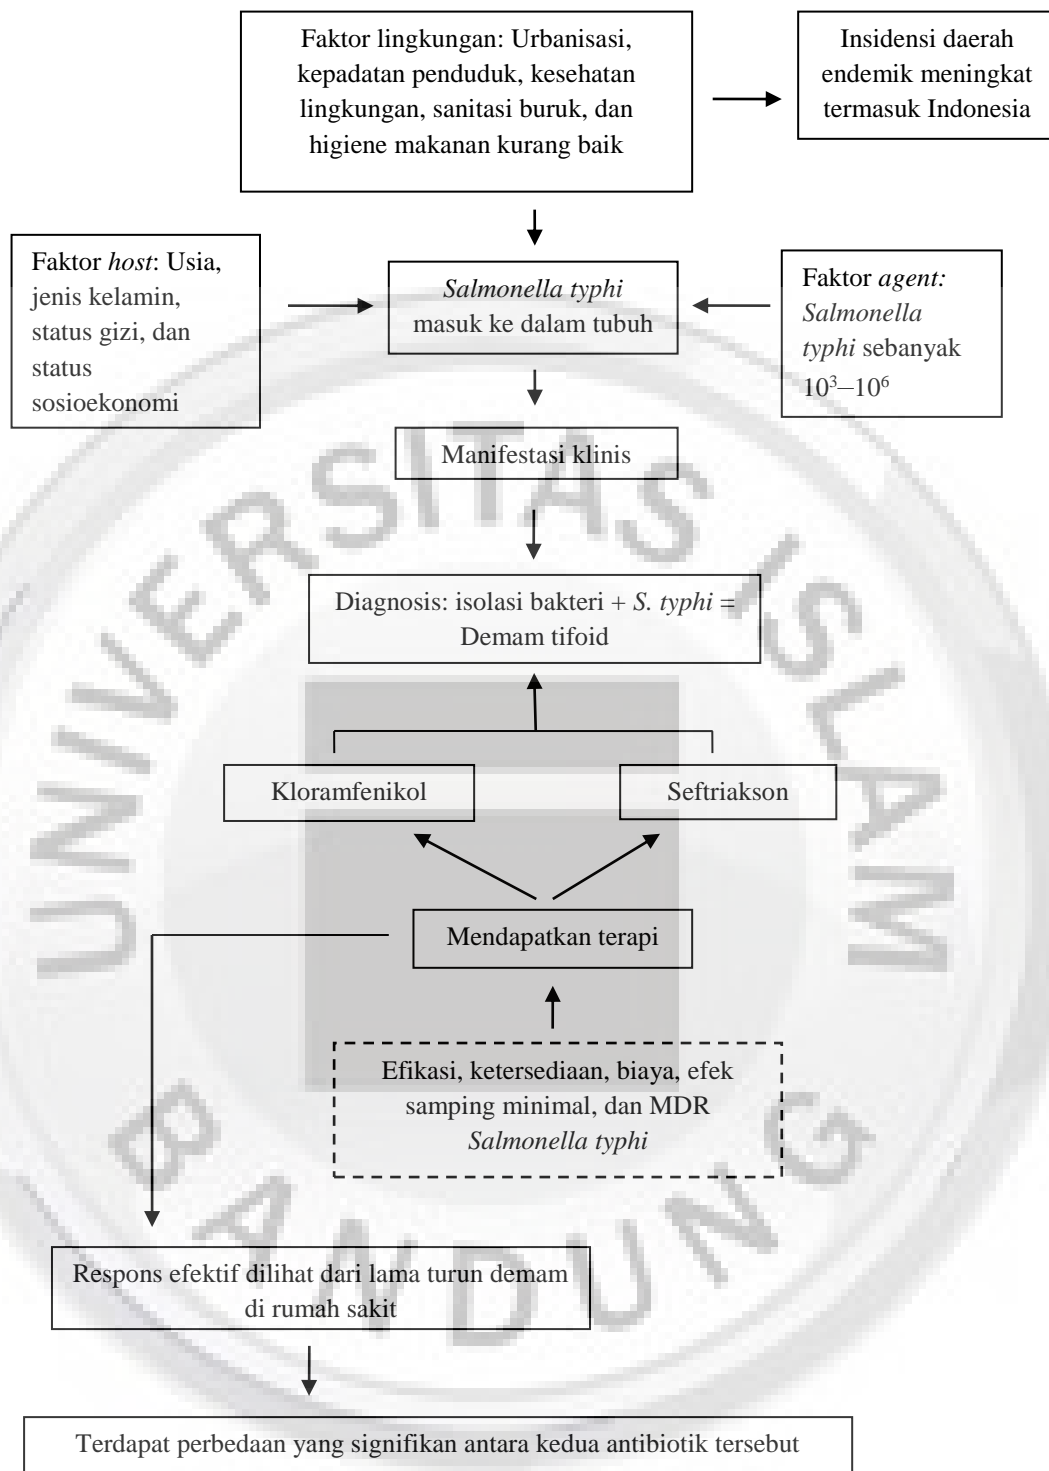 Faktor lingkungan: Urbanisasi,
kepadatan penduduk, kesehatan
lingkungan, sanitasi buruk, dan
higiene makanan kurang baik
Insidensi daerah
endemik meningkat
termasuk Indonesia
Faktor host: Usia,
jenis kelamin,
status gizi, dan
status
sosioekonomi
Salmonella typhi
masuk ke dalam tubuh
Faktor agent:
Salmonella
typhi sebanyak
10³–10⁶
Manifestasi klinis
Diagnosis: isolasi bakteri + S. typhi =
Demam tifoid
Kloramfenikol
Seftriakson
Mendapatkan terapi
Efikasi, ketersediaan, biaya, efek
samping minimal, dan MDR
Salmonella typhi
Respons efektif dilihat dari lama turun demam
di rumah sakit
Terdapat perbedaan yang signifikan antara kedua antibiotik tersebut
UNIVERSITAS ISLAM
BANDUNG